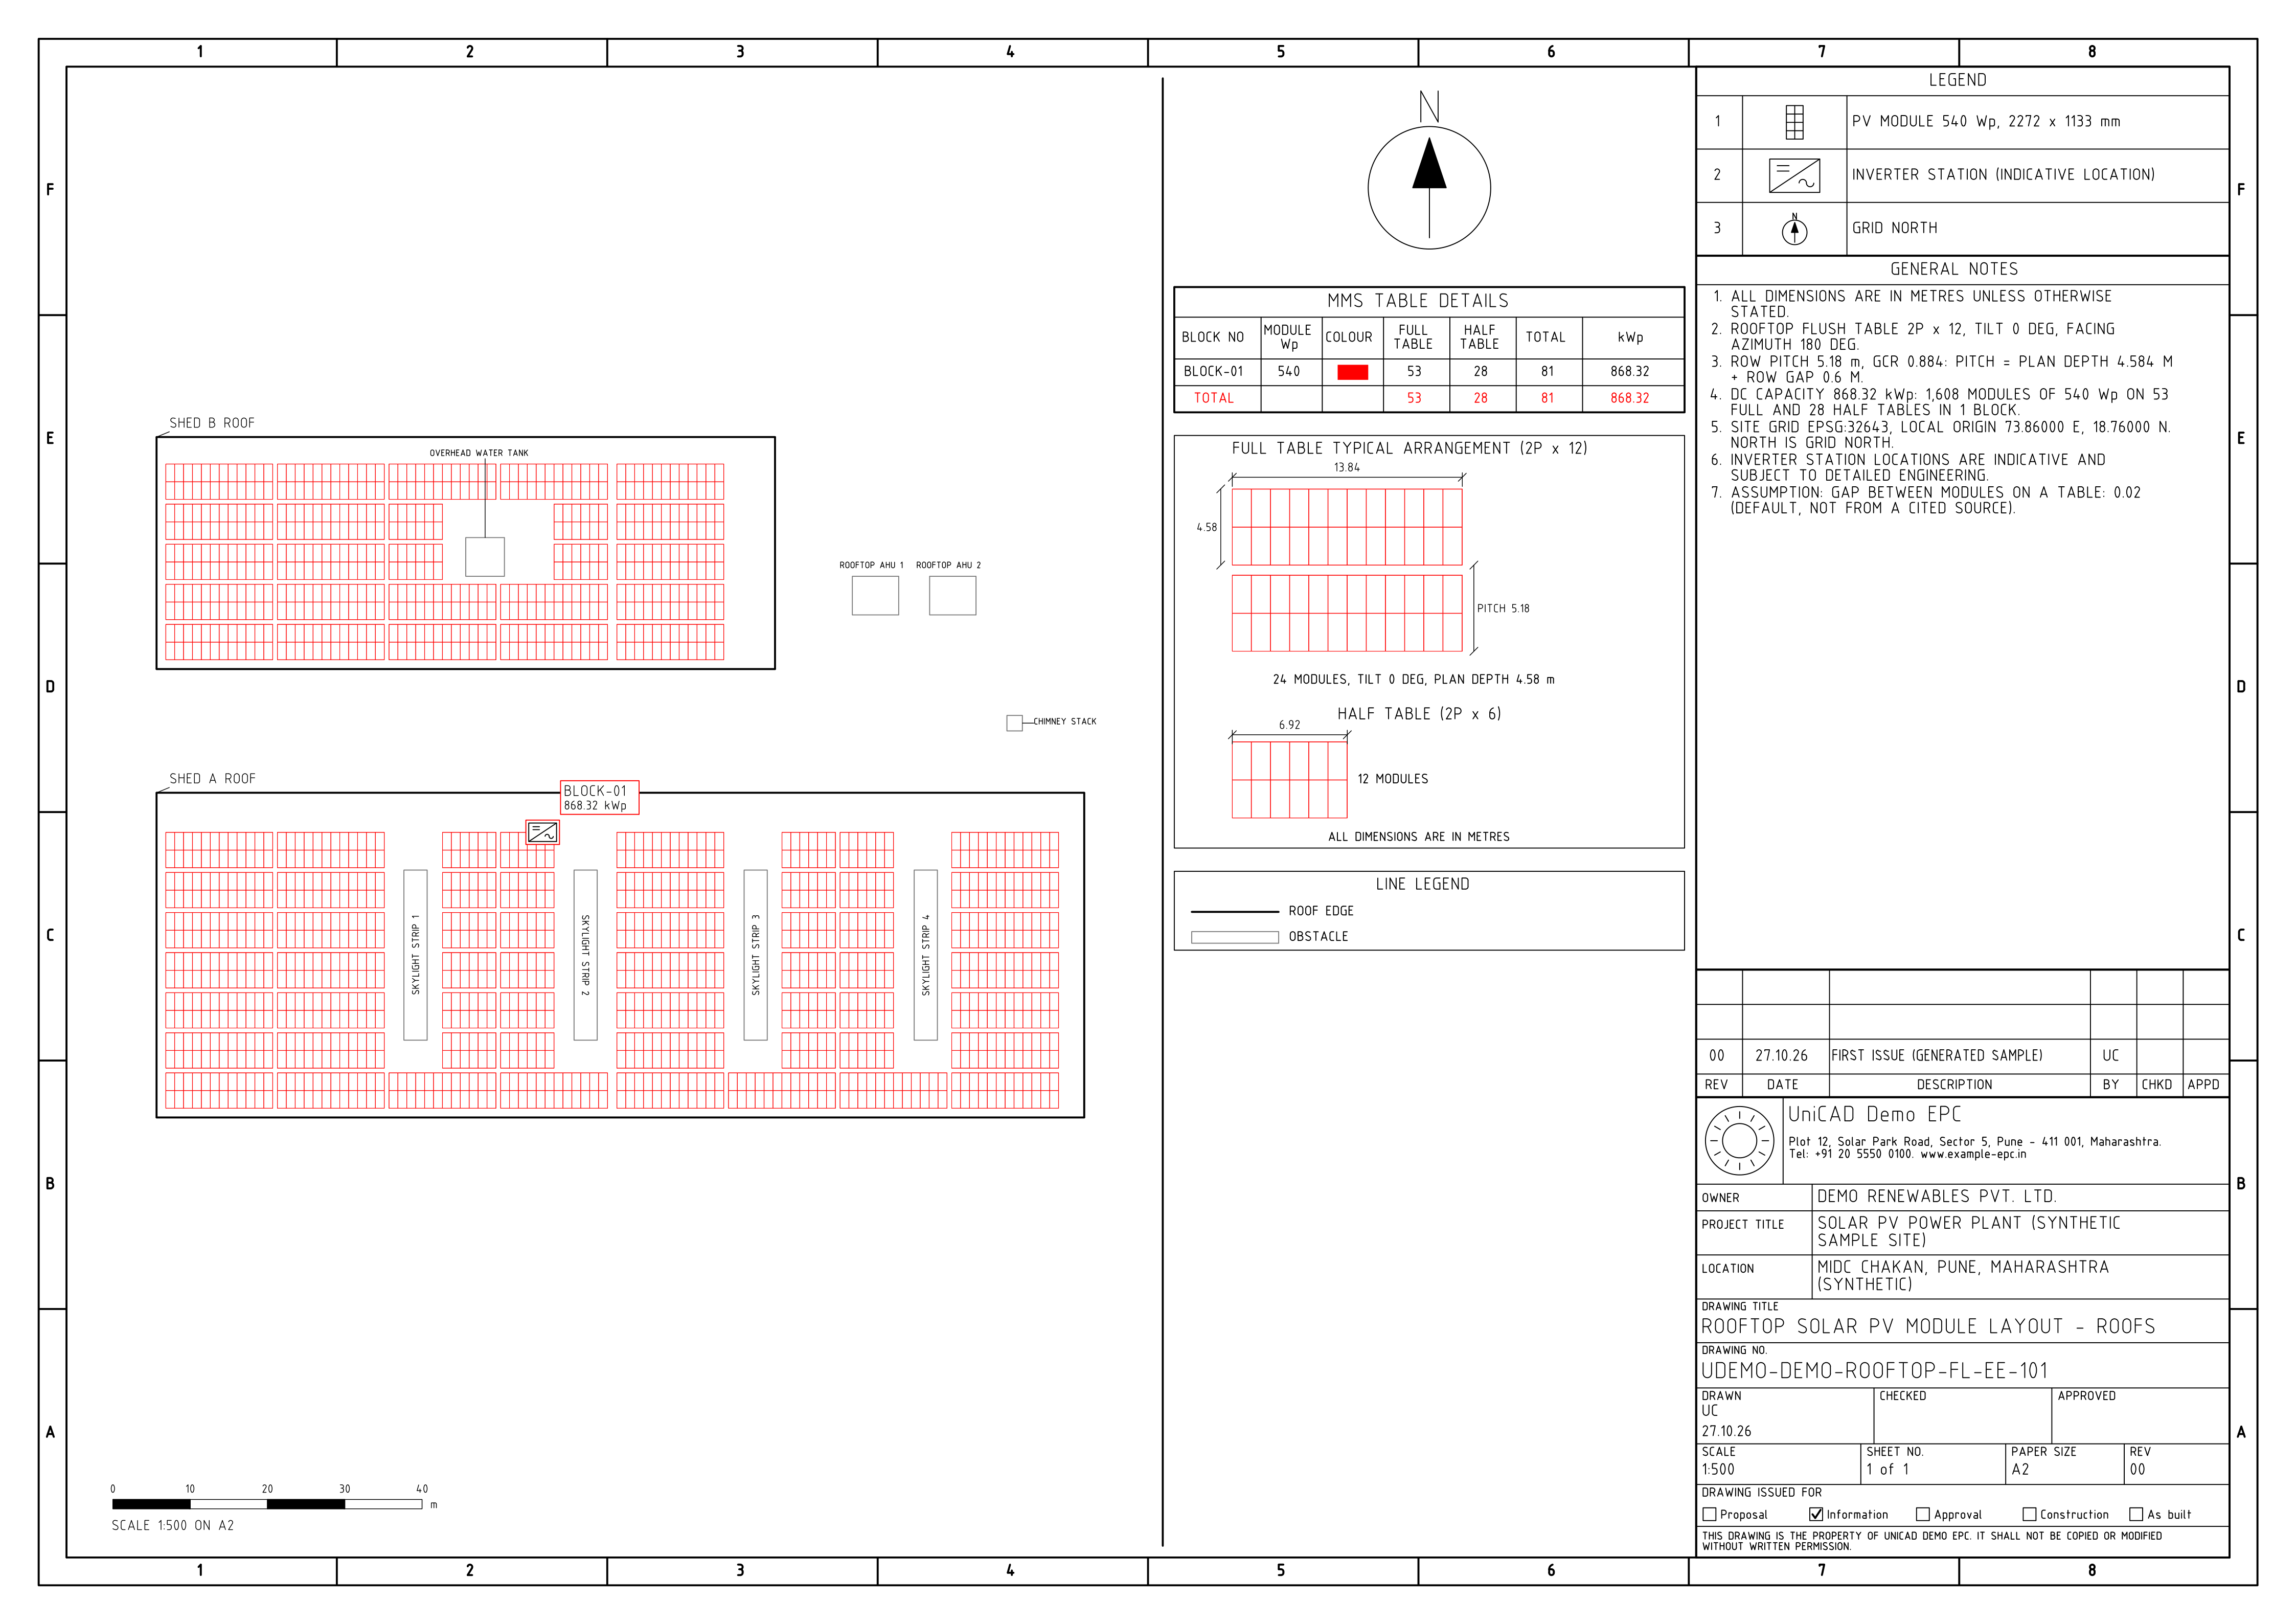 1 2 3 4 5 6 7 8
F
E
D
C
B
A
F
E
D
C
B
A
1 2 3 4 5 6 7 8
SHED B ROOF
OVERHEAD WATER TANK
ROOFTOP AHU 1
ROOFTOP AHU 2
CHIMNEY STACK
SHED A ROOF
BLOCK-01
868.32 kWp
SKYLIGHT STRIP 1
SKYLIGHT STRIP 2
SKYLIGHT STRIP 3
SKYLIGHT STRIP 4
0 10 20 30 40
m
SCALE 1:500 ON A2
N
MMS TABLE DETAILS
BLOCK NO MODULE Wp COLOUR FULL TABLE HALF TABLE TOTAL kWp
BLOCK-01 540 53 28 81 868.32
TOTAL 53 28 81 868.32
FULL TABLE TYPICAL ARRANGEMENT (2P x 12)
13.84
4.58
PITCH 5.18
24 MODULES, TILT 0 DEG, PLAN DEPTH 4.58 m
HALF TABLE (2P x 6)
6.92
12 MODULES
ALL DIMENSIONS ARE IN METRES
LINE LEGEND
ROOF EDGE
OBSTACLE
LEGEND
1 PV MODULE 540 Wp, 2272 x 1133 mm
2 INVERTER STATION (INDICATIVE LOCATION)
3 N GRID NORTH
GENERAL NOTES
1. ALL DIMENSIONS ARE IN METRES UNLESS OTHERWISE
STATED.
2. ROOFTOP FLUSH TABLE 2P x 12, TILT 0 DEG, FACING
AZIMUTH 180 DEG.
3. ROW PITCH 5.18 m, GCR 0.884: PITCH = PLAN DEPTH 4.584 M
+ ROW GAP 0.6 M.
4. DC CAPACITY 868.32 kWp: 1,608 MODULES OF 540 Wp ON 53
FULL AND 28 HALF TABLES IN 1 BLOCK.
5. SITE GRID EPSG:32643, LOCAL ORIGIN 73.86000 E, 18.76000 N.
NORTH IS GRID NORTH.
6. INVERTER STATION LOCATIONS ARE INDICATIVE AND
SUBJECT TO DETAILED ENGINEERING.
7. ASSUMPTION: GAP BETWEEN MODULES ON A TABLE: 0.02
(DEFAULT, NOT FROM A CITED SOURCE).
00 27.10.26 FIRST ISSUE (GENERATED SAMPLE) UC
REV DATE DESCRIPTION BY CHKD APPD
UniCAD Demo EPC
Plot 12, Solar Park Road, Sector 5, Pune - 411 001, Maharashtra.
Tel: +91 20 5550 0100. www.example-epc.in
OWNER DEMO RENEWABLES PVT. LTD.
PROJECT TITLE SOLAR PV POWER PLANT (SYNTHETIC
SAMPLE SITE)
LOCATION MIDC CHAKAN, PUNE, MAHARASHTRA
(SYNTHETIC)
DRAWING TITLE
ROOFTOP SOLAR PV MODULE LAYOUT - ROOFS
DRAWING NO.
UDEMO-DEMO-ROOFTOP-FL-EE-101
DRAWN CHECKED APPROVED
UC
27.10.26
SCALE SHEET NO. PAPER SIZE REV
1:500 1 of 1 A2 00
DRAWING ISSUED FOR
Proposal Information Approval Construction As built
THIS DRAWING IS THE PROPERTY OF UNICAD DEMO EPC. IT SHALL NOT BE COPIED OR MODIFIED
WITHOUT WRITTEN PERMISSION.